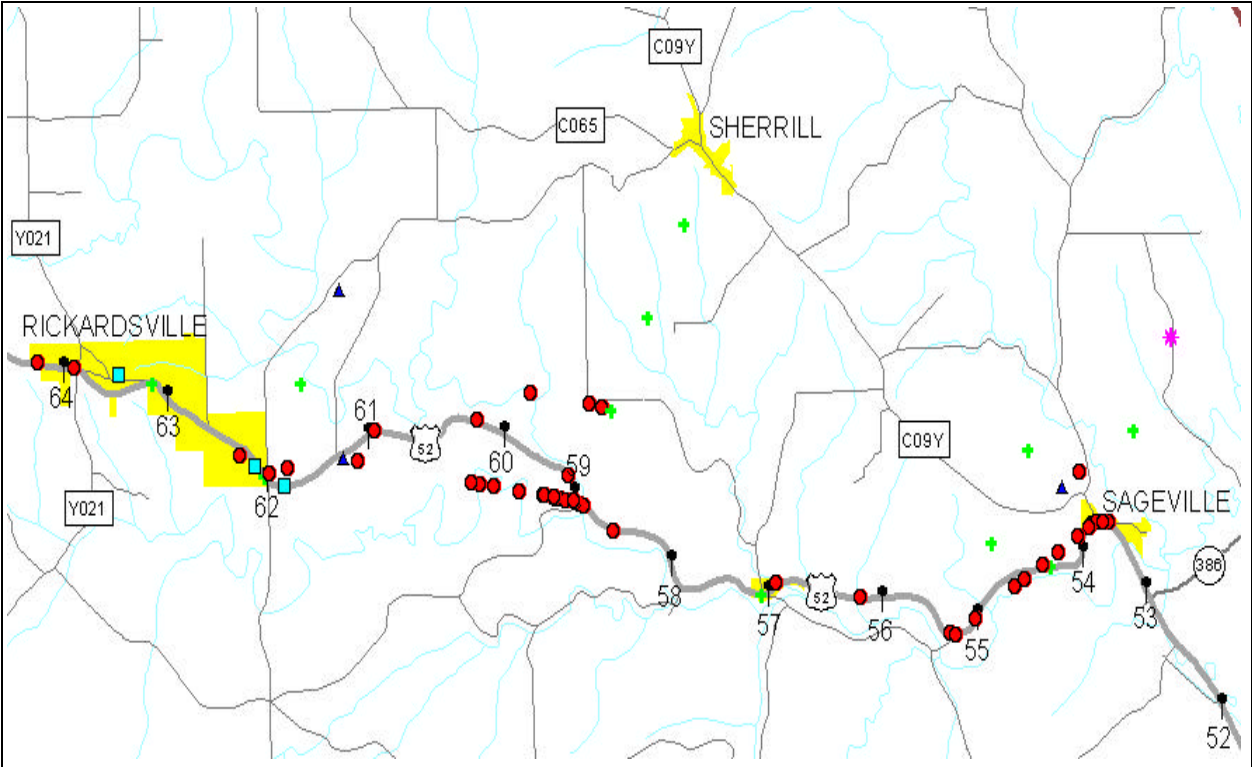 C09Y
C065
SHERRILL
Y021
RICKARDSVILLE
64
63
61
52
60
59
C09Y
62
Y021
SAGEVILLE
386
58
57
52
56
55
54
53
52